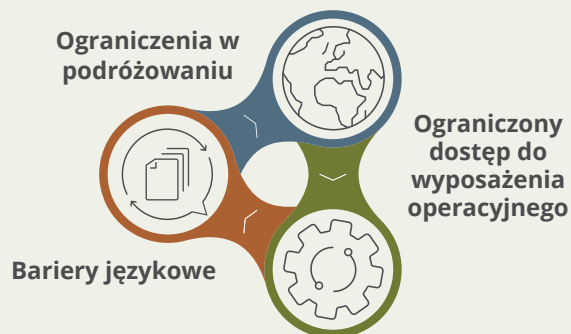 Ograniczenia w
podróżowaniu
Ograniczony
dostęp do
wyposażenia
operacyjnego
Bariery językowe